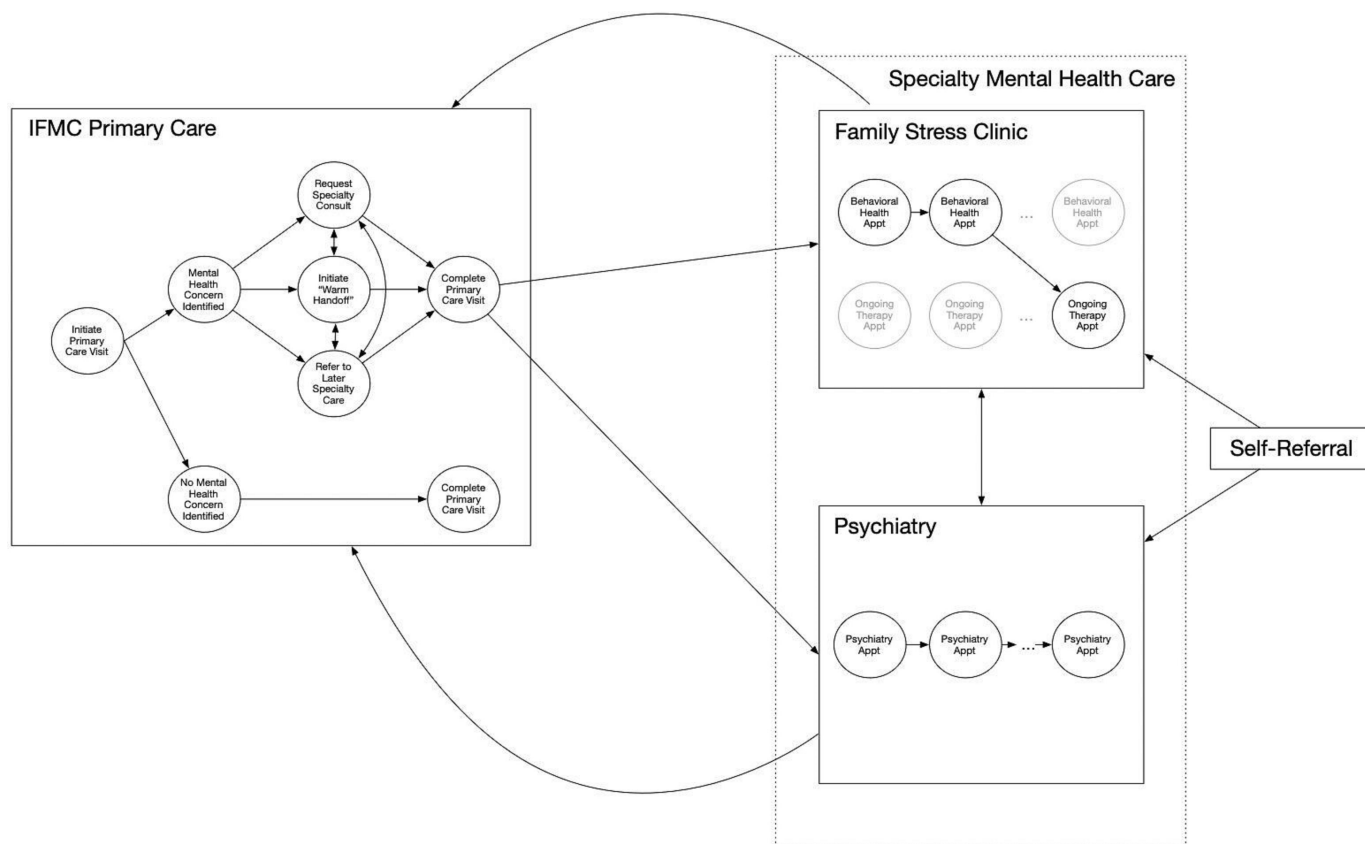 Specialty Mental Health Care
IFMC Primary Care
Family Stress Clinic
Request
Specialty
Consult
Mental
Health
Concern
Identified
Initiate
"Warm
Handoff"
Complete
Primary
Care Visit
Initiate
Primary
Care Visit
Refer to
Later
Specialty
Care
No Mental
Health
Concern
Identified
Complete
Primary
Care Visit
Behavioral
Health
Appt
Behavioral
Health
Appt
...
Behavioral
Health
Appt
Ongoing
Therapy
Appt
Ongoing
Therapy
Appt
...
Ongoing
Therapy
Appt
Self-Referral
Psychiatry
Psychiatry
Appt
Psychiatry
Appt
...
Psychiatry
Appt